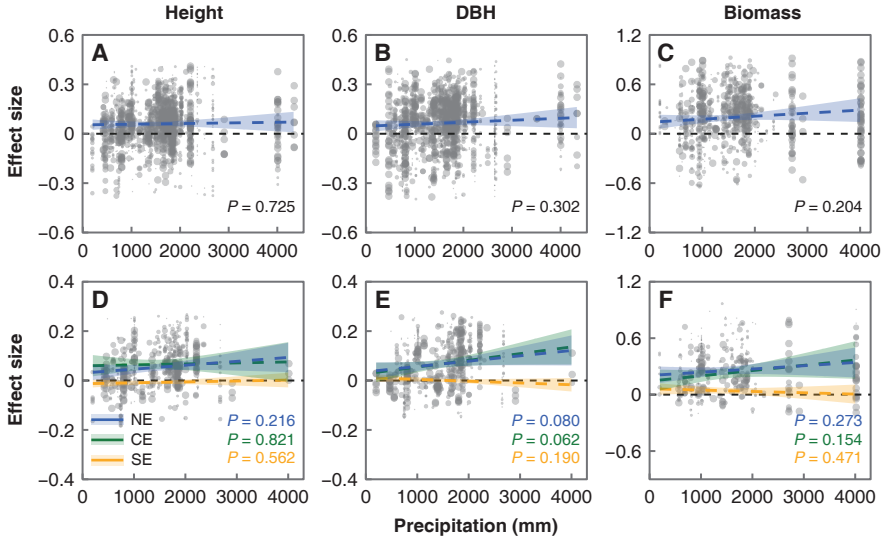 Height DBH Biomass
A B C
Effect size
0.6 0.3 0 −0.3 −0.6
0.6 0.3 0 −0.3 −0.6
1.2 0.6 0 −0.6 −1.2
P = 0.725
P = 0.302
P = 0.204
0 1000 2000 3000 4000
0 1000 2000 3000 4000
0 1000 2000 3000 4000
D E F
Effect size
0.4 0.2 0 −0.2 −0.4
0.4 0.2 0 −0.2 −0.4
1.2 0.6 0 −0.6
NE
CE
SE
P = 0.216
P = 0.821
P = 0.562
P = 0.080
P = 0.062
P = 0.190
P = 0.273
P = 0.154
P = 0.471
0 1000 2000 3000 4000
0 1000 2000 3000 4000
0 1000 2000 3000 4000
Precipitation (mm)